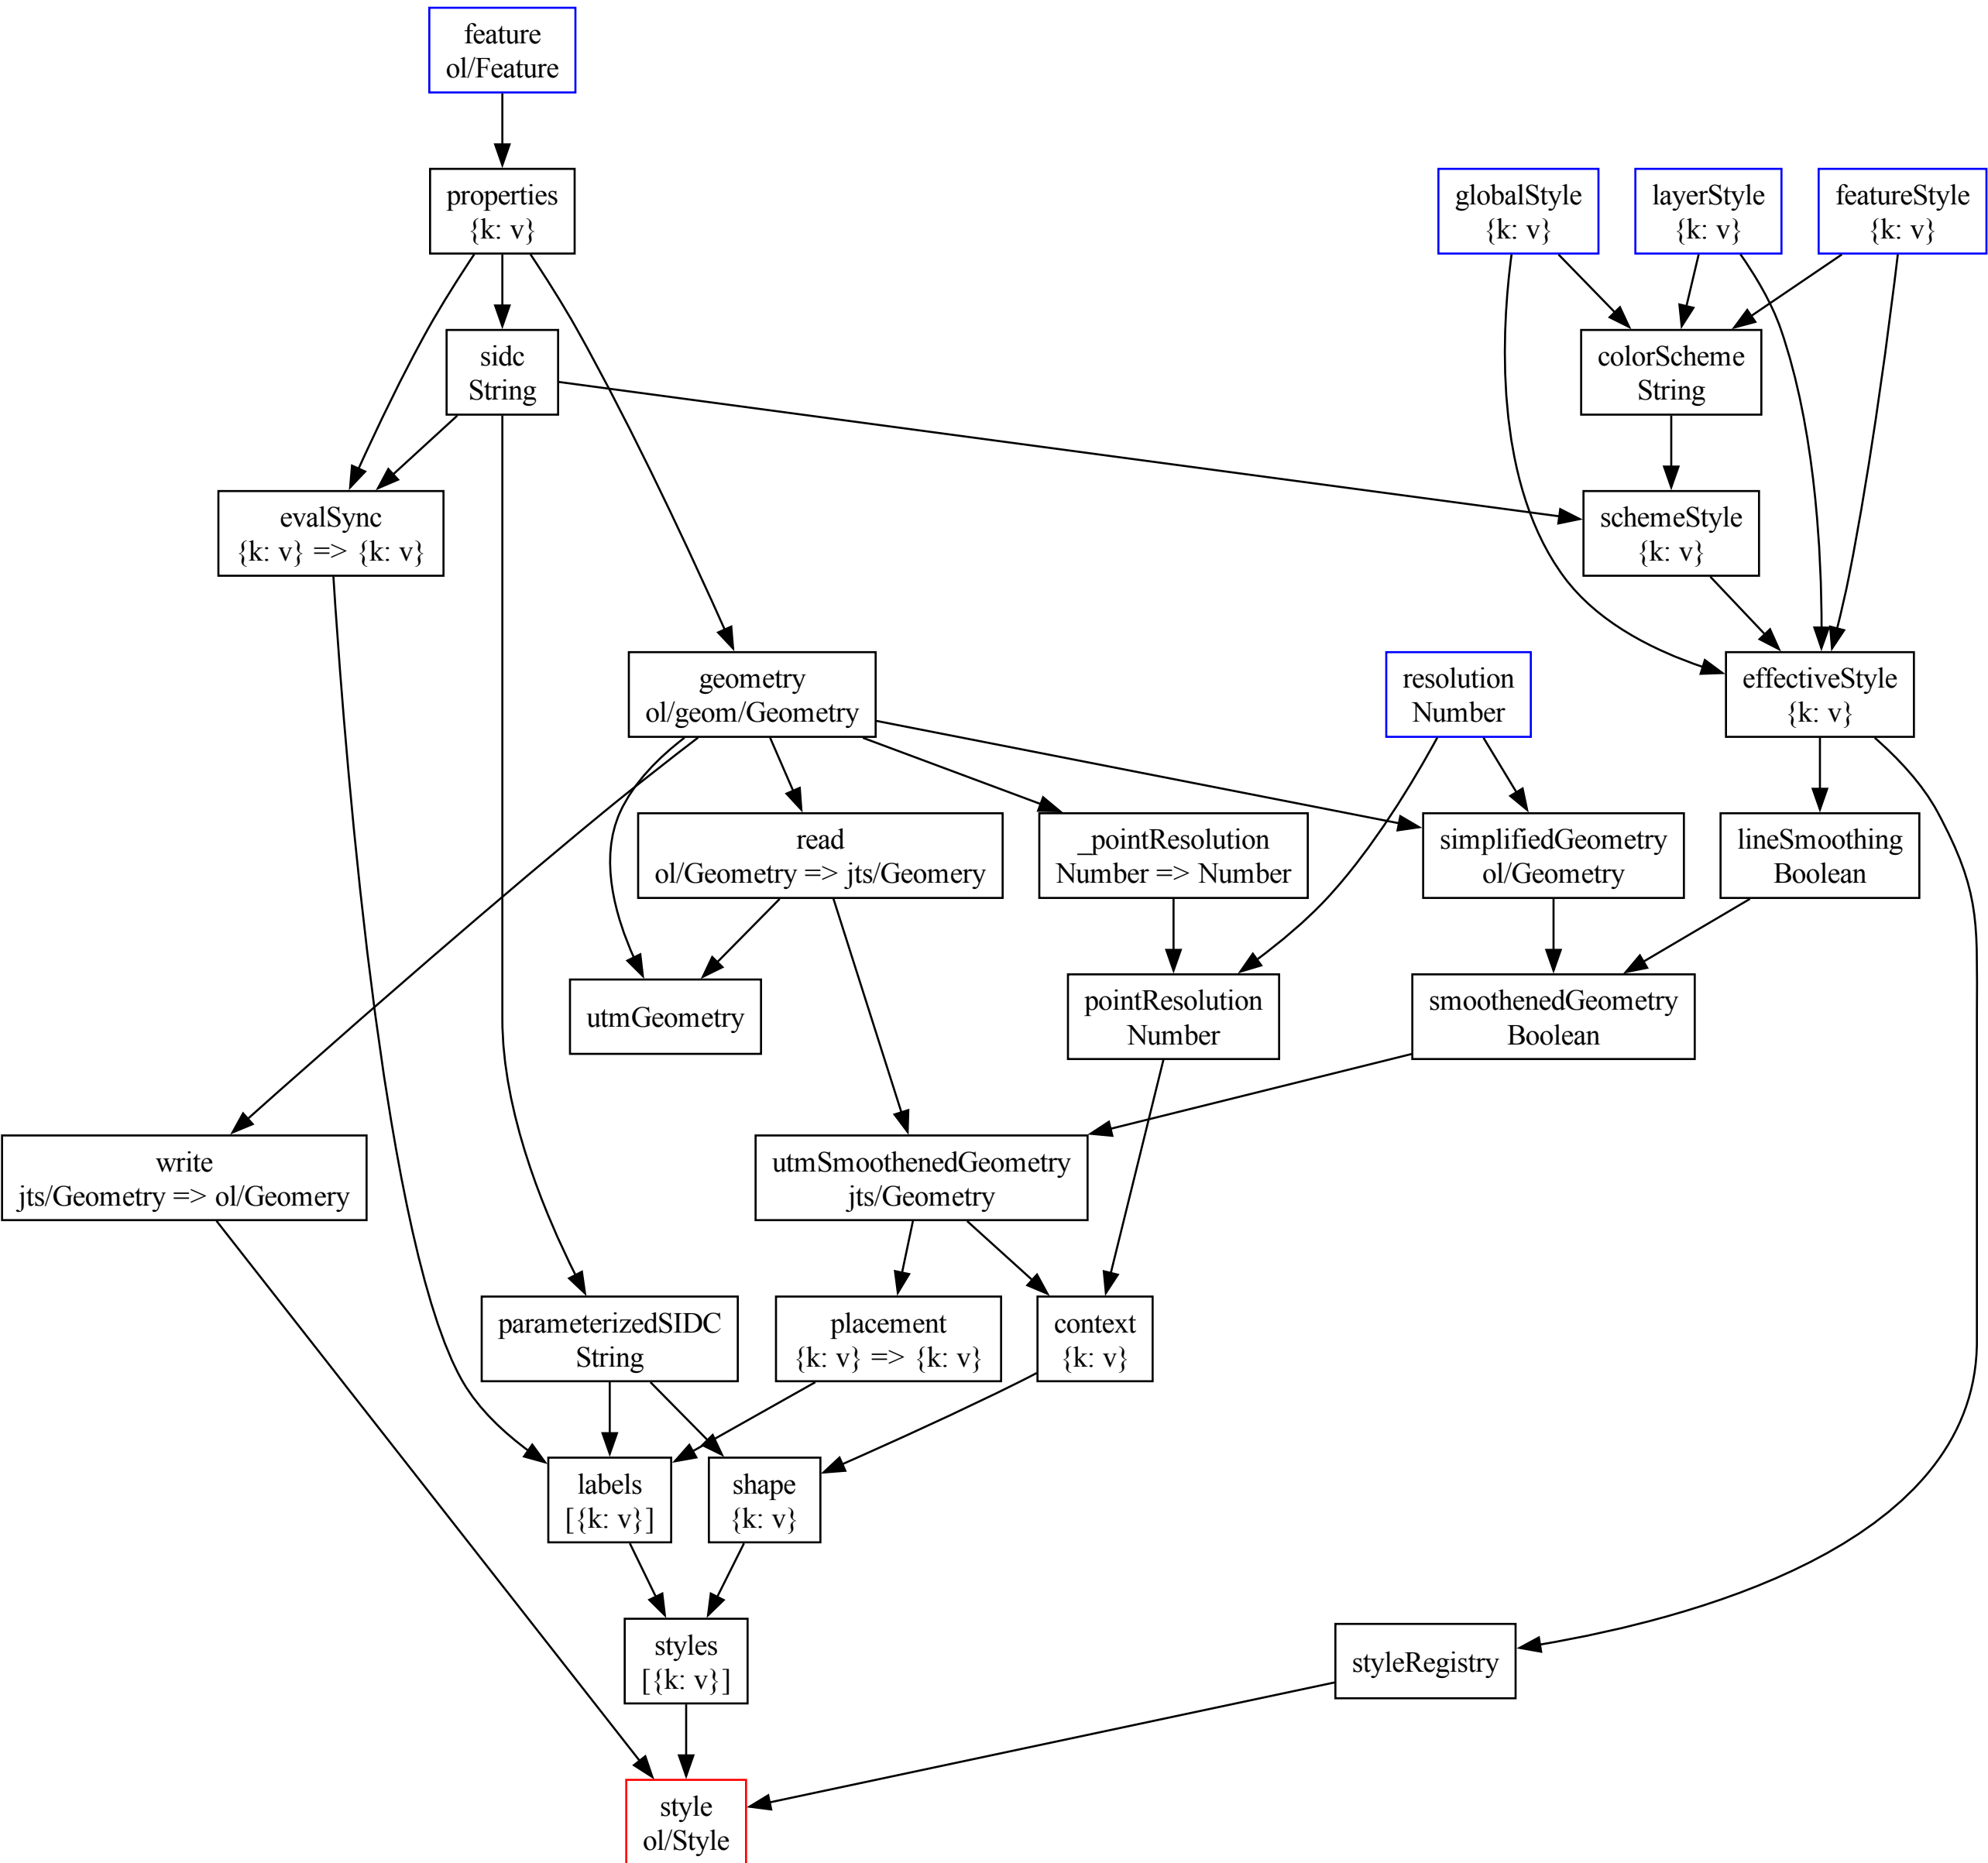 feature
ol/Feature
properties
{k: v}
globalStyle
{k: v}
layerStyle
{k: v}
featureStyle
{k: v}
sidc
String
colorScheme
String
evalSync
{k: v} => {k: v}
schemeStyle
{k: v}
geometry
ol/geom/Geometry
resolution
Number
effectiveStyle
{k: v}
read
ol/Geometry => jts/Geomery
_pointResolution
Number => Number
simplifiedGeometry
ol/Geometry
lineSmoothing
Boolean
utmGeometry
pointResolution
Number
smoothenedGeometry
Boolean
write
jts/Geometry => ol/Geomery
utmSmoothenedGeometry
jts/Geometry
parameterizedSIDC
String
placement
{k: v} => {k: v}
context
{k: v}
labels
[{k: v}]
shape
{k: v}
styles
[{k: v}]
styleRegistry
style
ol/Style